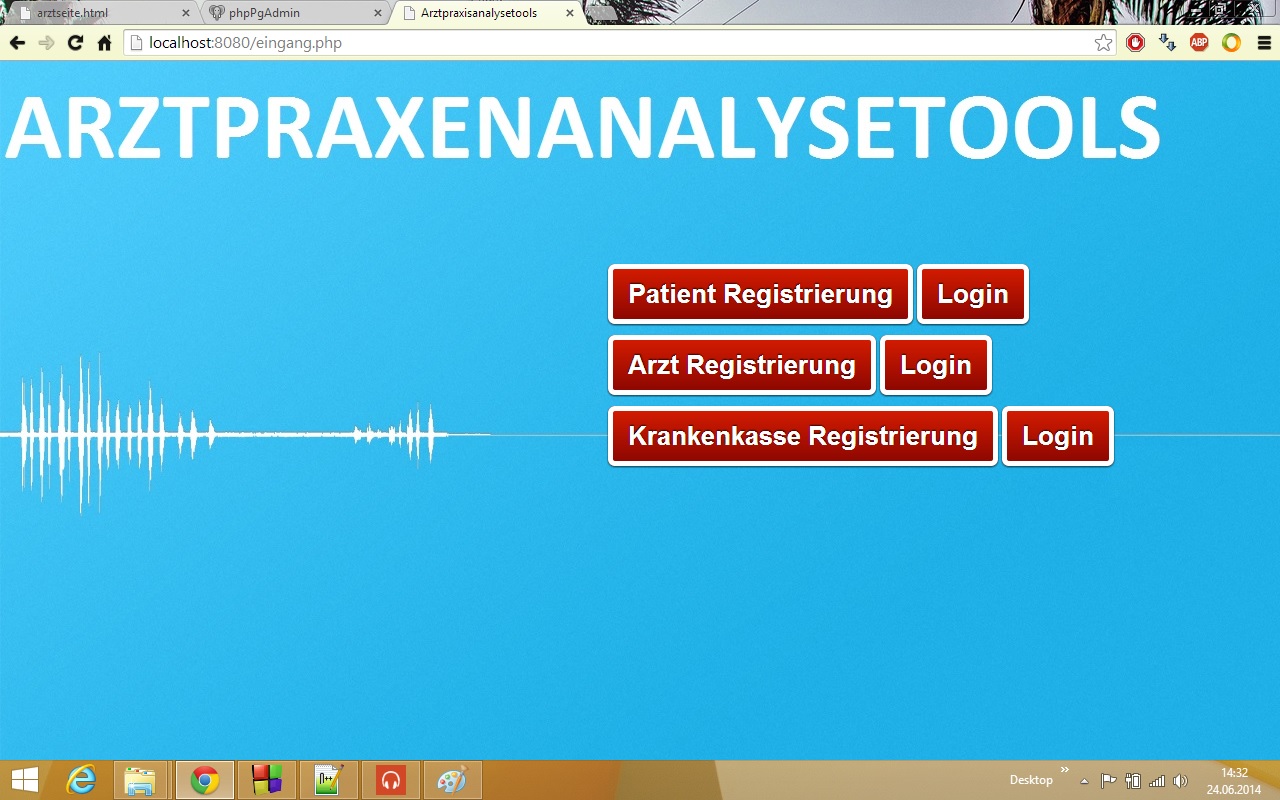 arztseite.html
phpPgAdmin
Arztpraxisanalysetools
localhost:8080/eingang.php
ABP
ARZTPRAXENANALYSETOOLS
Patient Registrierung Login
Arzt Registrierung Login
Krankenkasse Registrierung Login
Desktop
14:32
24.06.2014